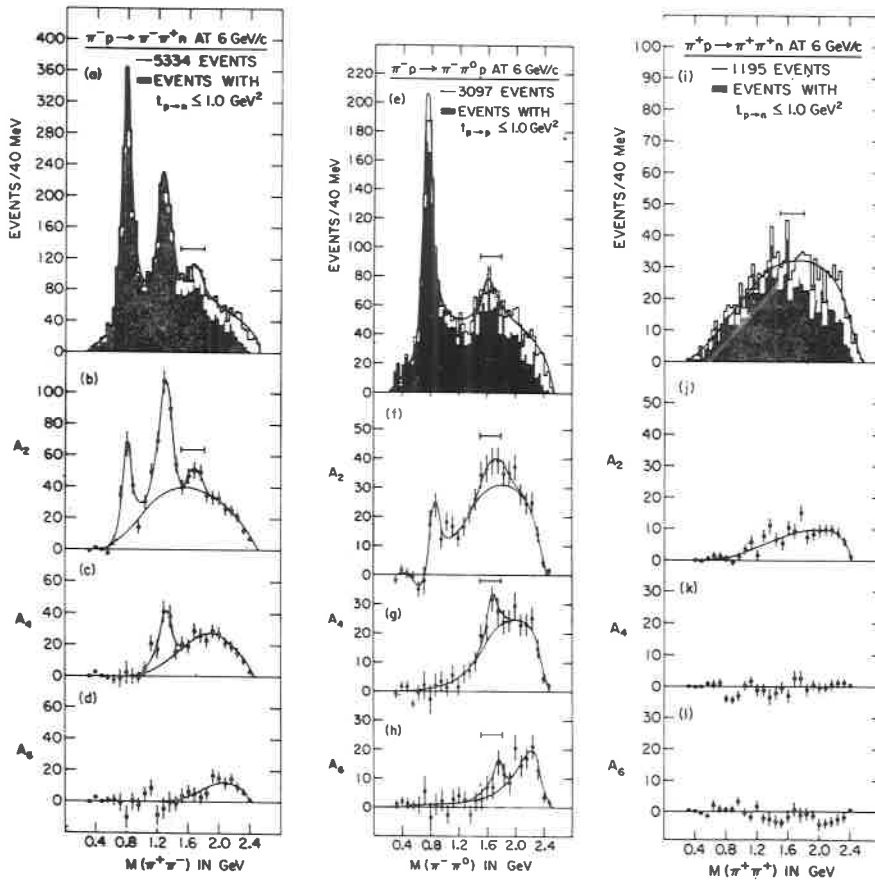 π⁻p → π⁻π⁺n AT 6 GeV/c
— 5334 EVENTS
■ EVENTS WITH
t p→n ≤ 1.0 GeV²
(a)
400
360
320
280
240
200
160
120
80
40
0
EVENTS/40 MeV
(b)
100
80
60
40
20
0
A₂
(c)
60
40
20
0
A₄
(d)
60
40
20
0
0.4 0.8 1.2 1.6 2.0 2.4
M(π⁺π⁻) IN GeV
π⁻p → π⁻π⁰p AT 6 GeV/c
— 3097 EVENTS
■ EVENTS WITH
t p→p ≤ 1.0 GeV²
(e)
220
200
180
160
140
120
100
80
60
40
20
0
EVENTS/40 MeV
(f)
50
40
30
20
10
0
A₂
(g)
30
20
10
0
A₄
(h)
30
20
10
0
A₆
0.4 0.8 1.2 1.6 2.0 2.4
M(π⁻π⁰) IN GeV
π⁺p → π⁺π⁺n AT 6 GeV/c
— 1195 EVENTS
■ EVENTS WITH
t p→n ≤ 1.0 GeV²
(i)
100
90
80
70
60
50
40
30
20
10
0
EVENTS/40 MeV
(j)
50
40
30
20
10
0
A₂
(k)
30
20
10
0
A₄
(l)
30
20
10
0
A₆
0.4 0.8 1.2 1.6 2.0 2.4
M(π⁺π⁺) IN GeV